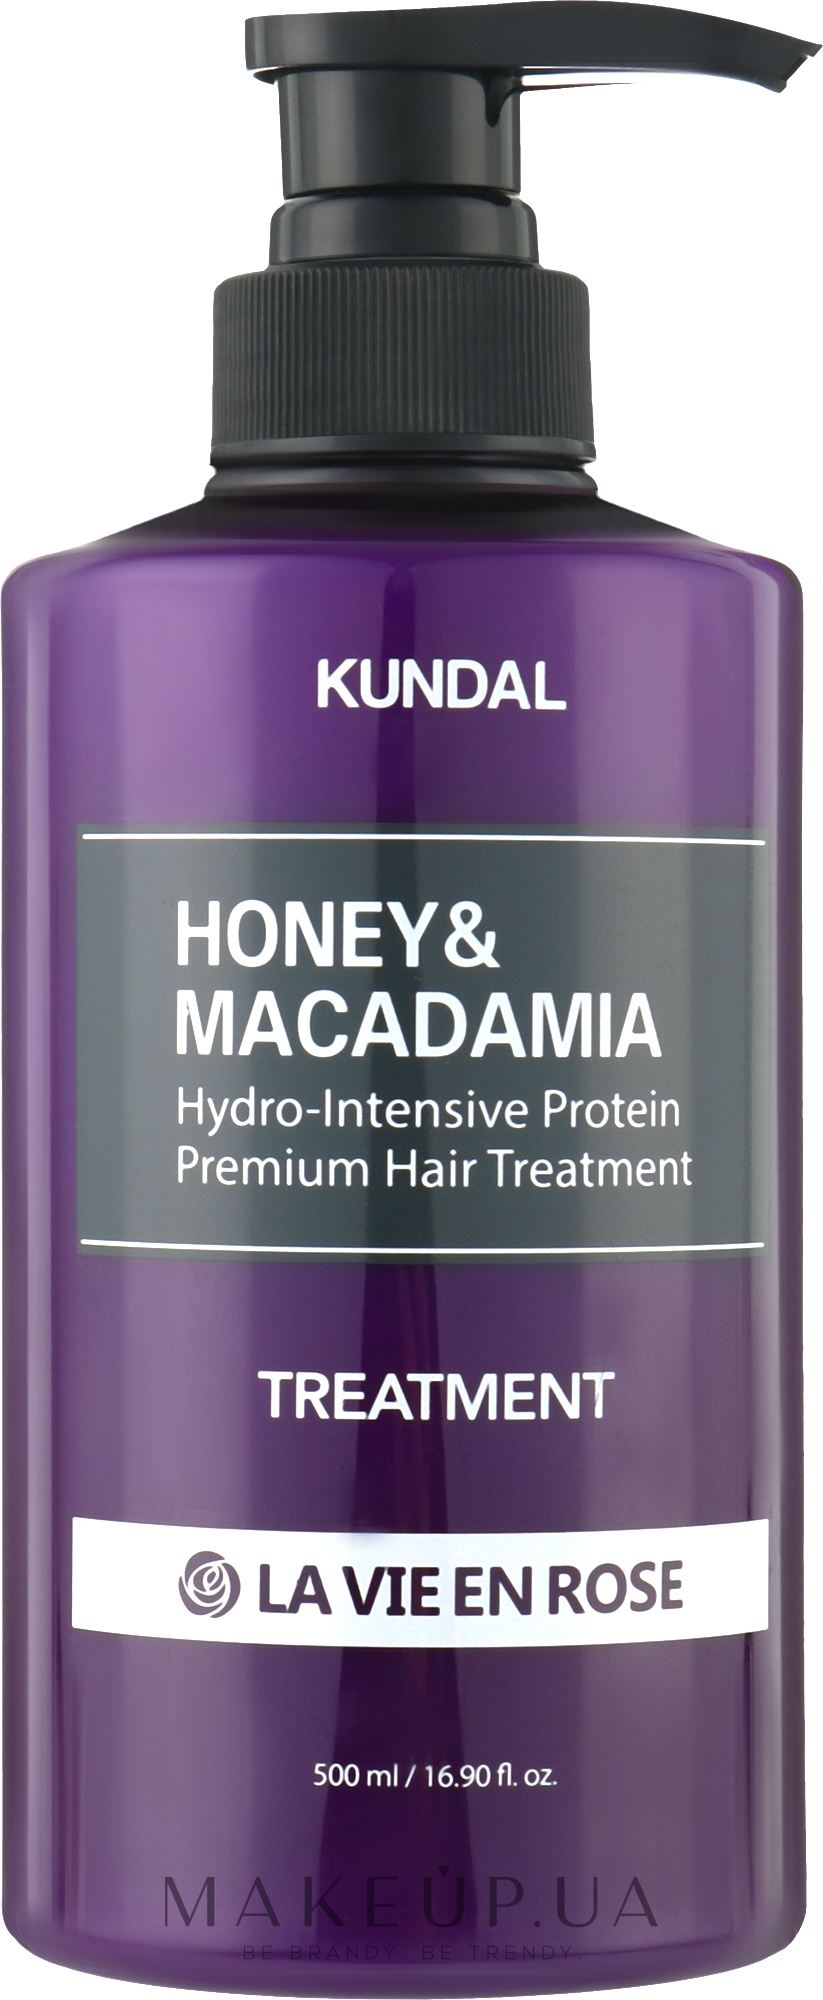 KUNDAL
HONEY&
MACADAMIA
Hydro-Intensive Protein
Premium Hair Treatment
TREATMENT
LA VIE EN ROSE
500 ml / 16.90 fl. oz.
MAKEUP.UA
BE BRANDY. BE TRENDY.